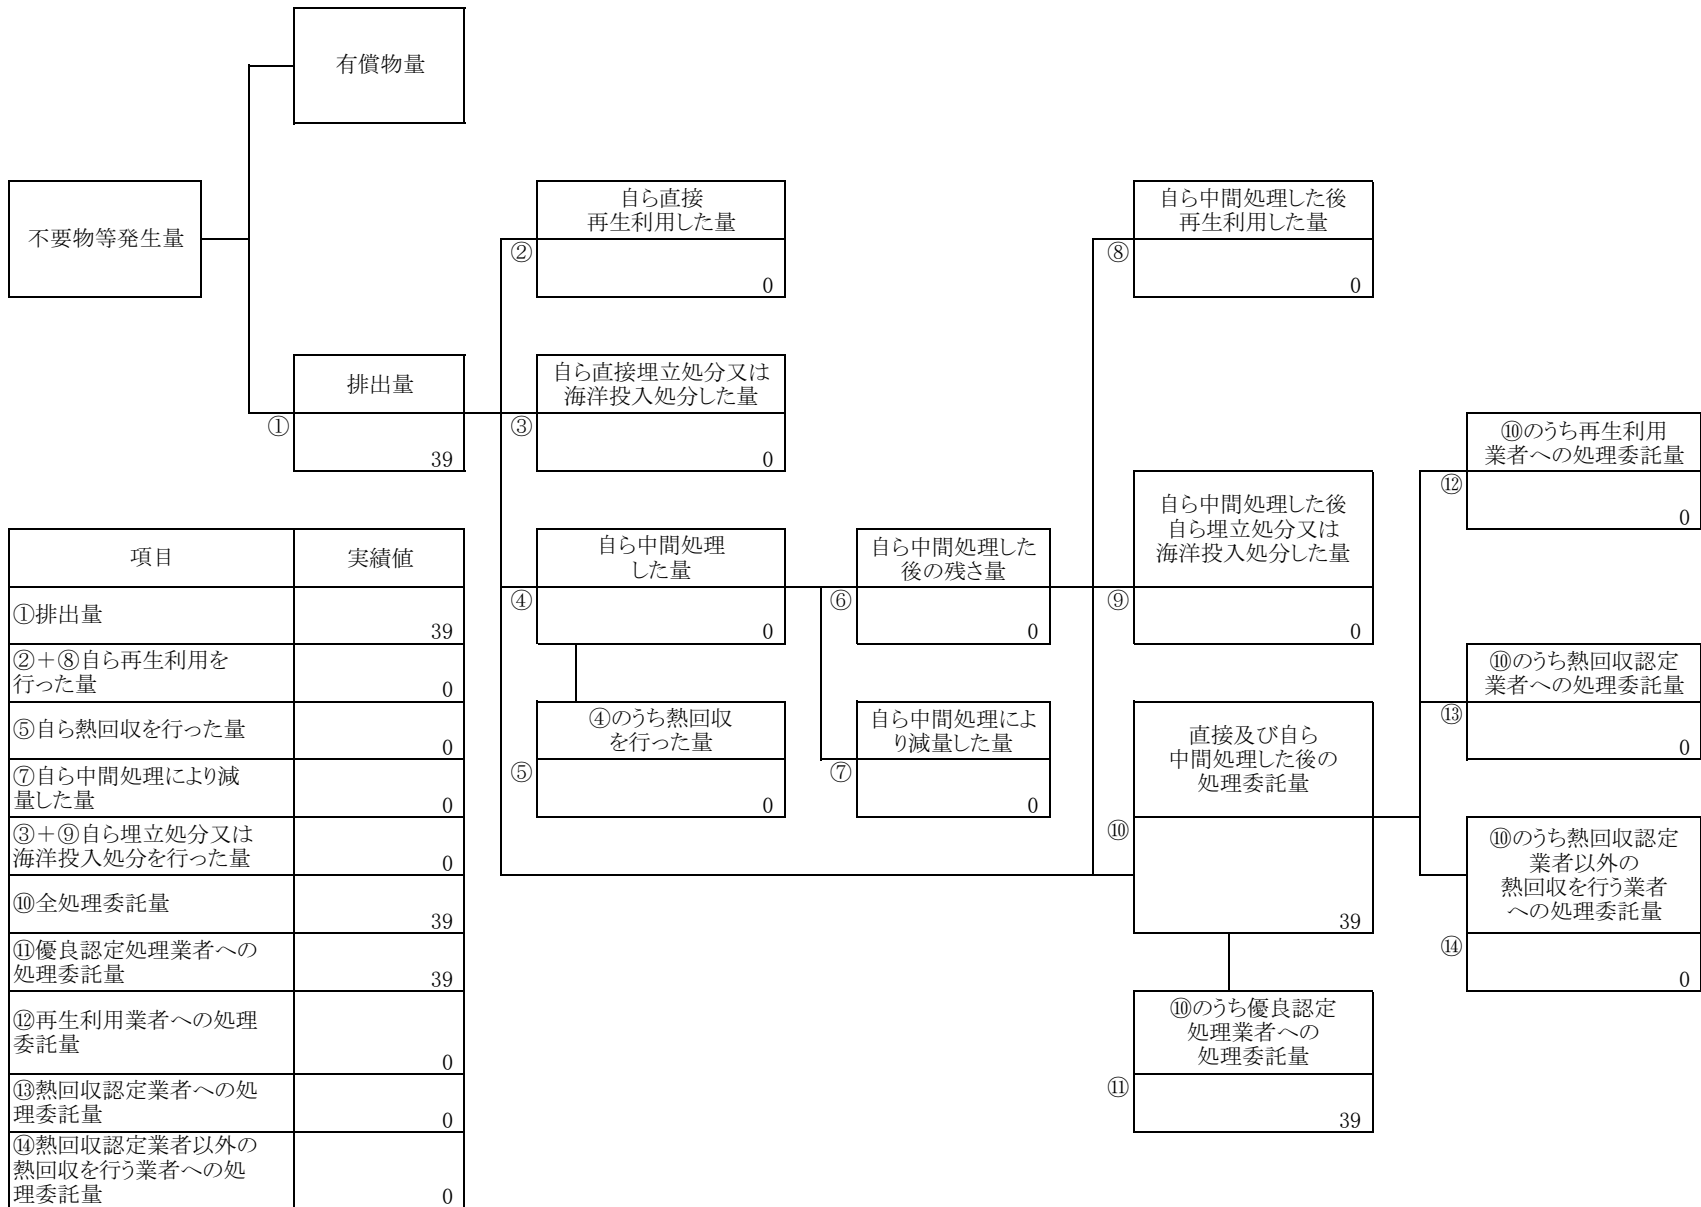 有償物量
不要物等発生量
自ら直接
再生利用した量
②
0
自ら中間処理した後
再生利用した量
⑧
0
排出量
①
39
自ら直接埋立処分又は
海洋投入処分した量
③
0
⑩のうち再生利用
業者への処理委託量
⑫
0
自ら中間処理
した量
④
0
自ら中間処理した
後の残さ量
⑥
0
自ら中間処理した後
自ら埋立処分又は
海洋投入処分した量
⑨
0
⑩のうち熱回収認定
業者への処理委託量
⑬
0
④のうち熱回収
を行った量
⑤
0
自ら中間処理によ
り減量した量
⑦
0
直接及び自ら
中間処理した後の
処理委託量
⑩
39
⑩のうち熱回収認定
業者以外の
熱回収を行う業者
への処理委託量
⑭
0
⑩のうち優良認定
処理業者への
処理委託量
⑪
39
項目 実績値
①排出量
39
②+⑧自ら再生利用を
行った量 0
⑤自ら熱回収を行った量
0
⑦自ら中間処理により減
量した量 0
③+⑨自ら埋立処分又は
海洋投入処分を行った量 0
⑩全処理委託量
39
⑪優良認定処理業者への
処理委託量 39
⑫再生利用業者への処理
委託量
0
⑬熱回収認定業者への処
理委託量 0
⑭熱回収認定業者以外の
熱回収を行う業者への処
理委託量 0